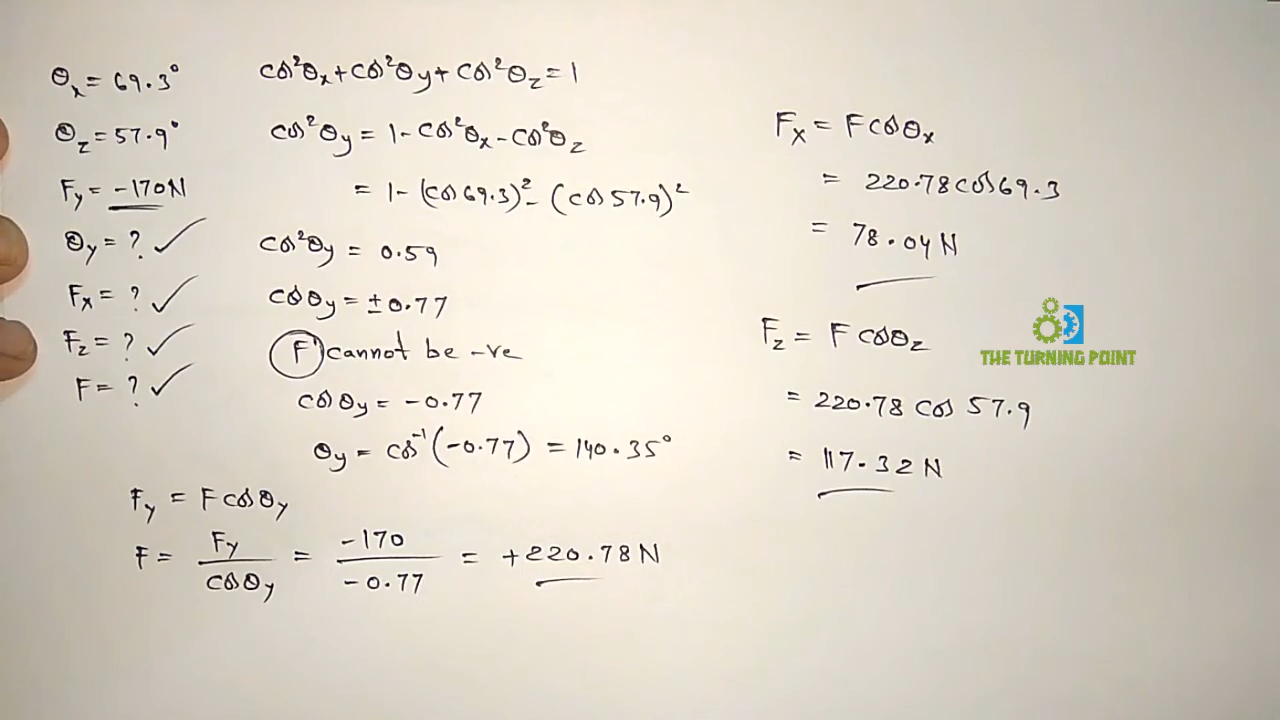 θx = 69.3°
θz = 57.9°
Fy = -170N
θy = ? ✓
Fx = ? ✓
Fz = ? ✓
F = ? ✓
cos²θx + cos²θy + cos²θz = 1
cos²θy = 1 - cos²θx - cos²θz
= 1 - (cos 69.3)² - (cos 57.9)²
cos²θy = 0.59
cosθy = ± 0.77
F cannot be -ve
cosθy = -0.77
θy = cos⁻¹(-0.77) = 140.35°
Fy = F cosθy
F = Fy / cosθy = -170 / -0.77 = +220.78 N
Fx = F cosθx
= 220.78 cos 69.3
= 78.04 N
Fz = F cosθz
= 220.78 cos 57.9
= 117.32 N
THE TURNING POINT